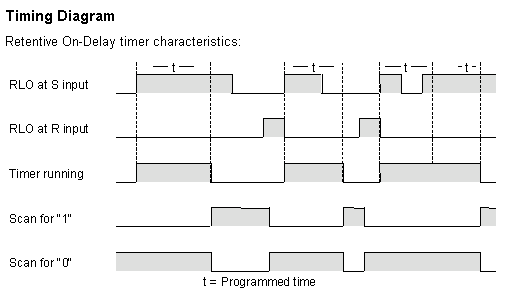 Timing Diagram
Retentive On-Delay timer characteristics:
t t t t
RLO at S input
RLO at R input
Timer running
Scan for "1"
Scan for "0"
t = Programmed time